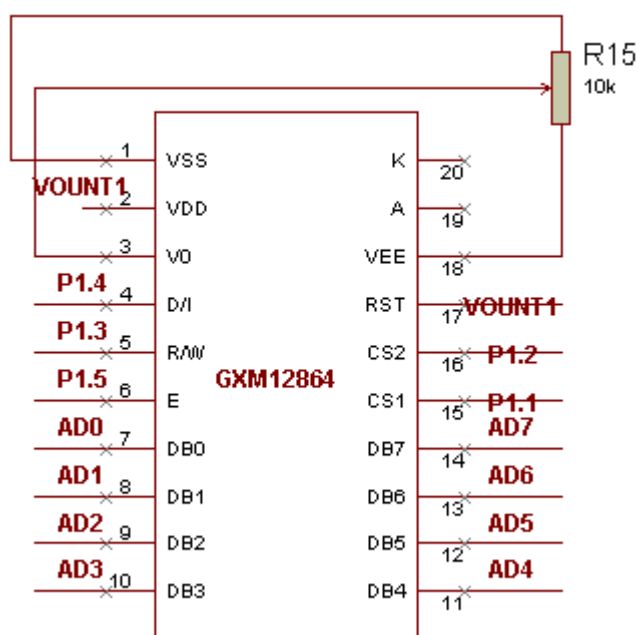 R15
10k
1 VSS K 20
VOUNT1 2 VDD A 19
3 V0 VEE 18
P1.4 4 D/I RST 17 VOUNT1
P1.3 5 R/W CS2 16 P1.2
P1.5 6 E GXM12864 CS1 15 P1.1
AD0 7 DB0 DB7 14 AD7
AD1 8 DB1 DB6 13 AD6
AD2 9 DB2 DB5 12 AD5
AD3 10 DB3 DB4 11 AD4